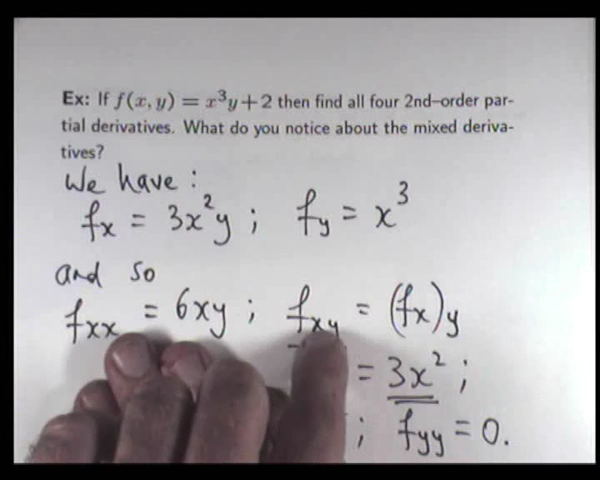 Ex: If f(x, y) = x³y+2 then find all four 2nd–order par-
tial derivatives. What do you notice about the mixed deriva-
tives?
We have:
fx = 3x²y ; fy = x³
and so
fxx = 6xy ; fxy = (fx)y
= 3x² ;
; fyy = 0.